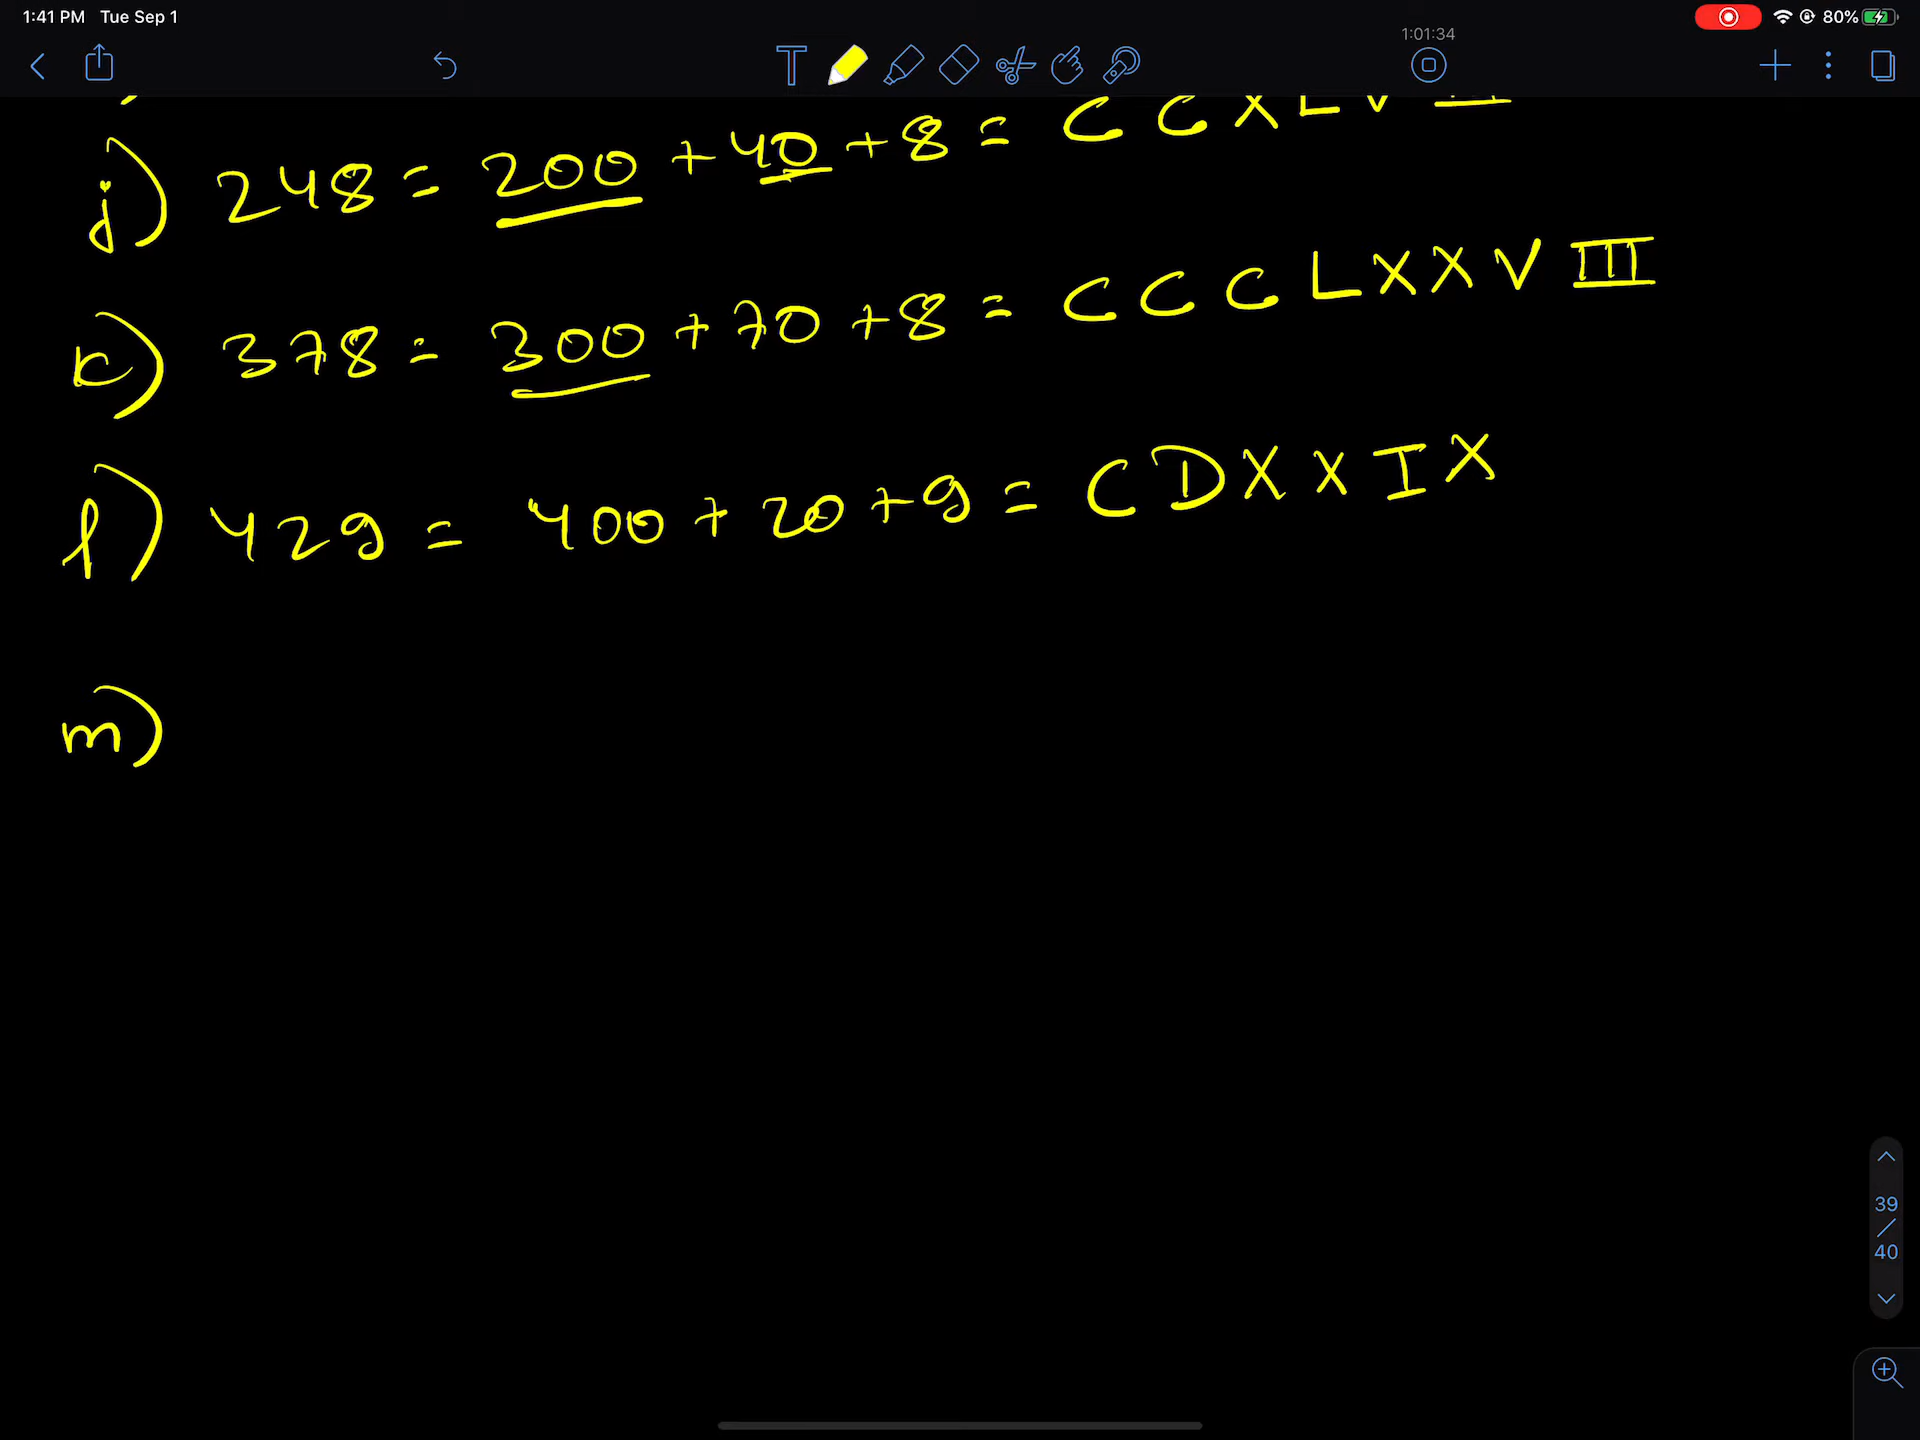 1:41 PM Tue Sep 1 80%
1:01:34
j) 248 = 200 + 40 + 8 = CCXLVIII
k) 378 = 300 + 70 + 8 = CCCLXXVIII
l) 429 = 400 + 20 + 9 = CDXXIX
m)
39
/
40